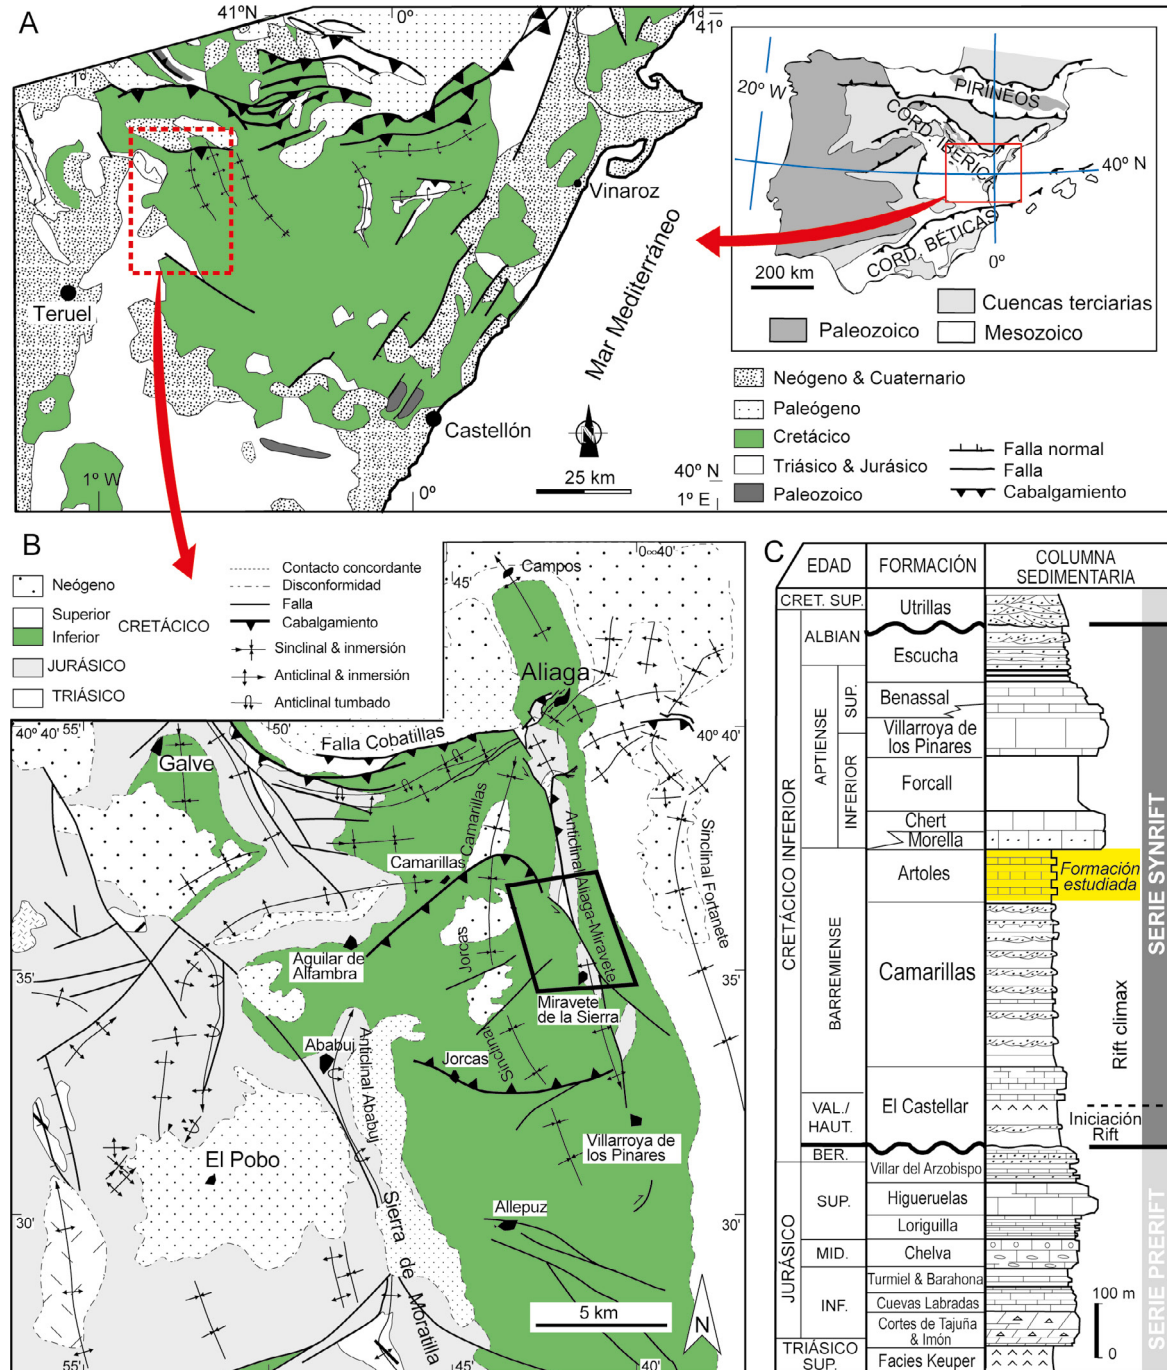 A
41ºN
0º
1º
41º
1º
Vinaroz
Teruel
Mar Mediterráneo
Castellón
25 km
40º N
1º E
1º W
0º
20º W
PIRINEOS
CORD. IBÉRICA
40º N
CORD. BÉTICAS
0º
200 km
Cuencas terciarias
Paleozoico
Mesozoico
Neógeno & Cuaternario
Paleógeno
Cretácico
Triásico & Jurásico
Paleozoico
Falla normal
Falla
Cabalgamiento
B
Neógeno
Superior
Inferior
CRETÁCICO
JURÁSICO
TRIÁSICO
Contacto concordante
Disconformidad
Falla
Cabalgamiento
Sinclinal & inmersión
Anticlinal & inmersión
Anticlinal tumbado
45'
0∞40'
Campos
Aliaga
40º 40'
55'
50'
40º 40'
Falla Cobatillas
Galve
Camarillas
Camarillas
Anticlinal Aliaga-Miravete
Sinclinal Fortanete
Aguilar de
Alfambra
Jorcas
Sinclinal
35'
35'
Miravete
de la Sierra
Ababuj
Anticlinal Ababuj
Jorcas
Villarroya de
los Pinares
El Pobo
Allepuz
Sierra de Moratilla
30'
30'
5 km
N
55'
45'
40'
C
EDAD
FORMACIÓN
COLUMNA
SEDIMENTARIA
CRET. SUP.
Utrillas
ALBIAN
Escucha
CRETÁCICO INFERIOR
APTIENSE
SUP.
INFERIOR
Benassal
Villarroya de
los Pinares
Forcall
Chert
Morella
BARREMIENSE
Artoles
Formación
estudiada
Camarillas
SERIE SYNRIFT
Rift climax
VAL./
HAUT.
El Castellar
Iniciación
Rift
BER.
Villar del Arzobispo
JURÁSICO
SUP.
Higueruelas
Loriguilla
MID.
Chelva
INF.
Turmiel & Barahona
Cuevas Labradas
Cortes de Tajuña
& Imón
TRIÁSICO
SUP.
Facies Keuper
SERIE PRERIFT
100 m
0